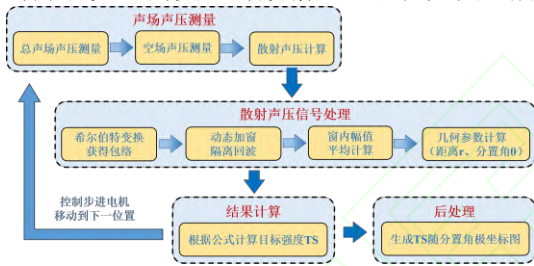 声场声压测量
总声场声压测量
空场声压测量
散射声压计算
散射声压信号处理
希尔伯特变换
获得包络
动态加窗
隔离回波
窗内幅值
平均计算
几何参数计算
(距离r、分置角θ)
控制步进电机
移动到下一位置
结果计算
根据公式计算目标强度TS
后处理
生成TS随分置角极坐标图